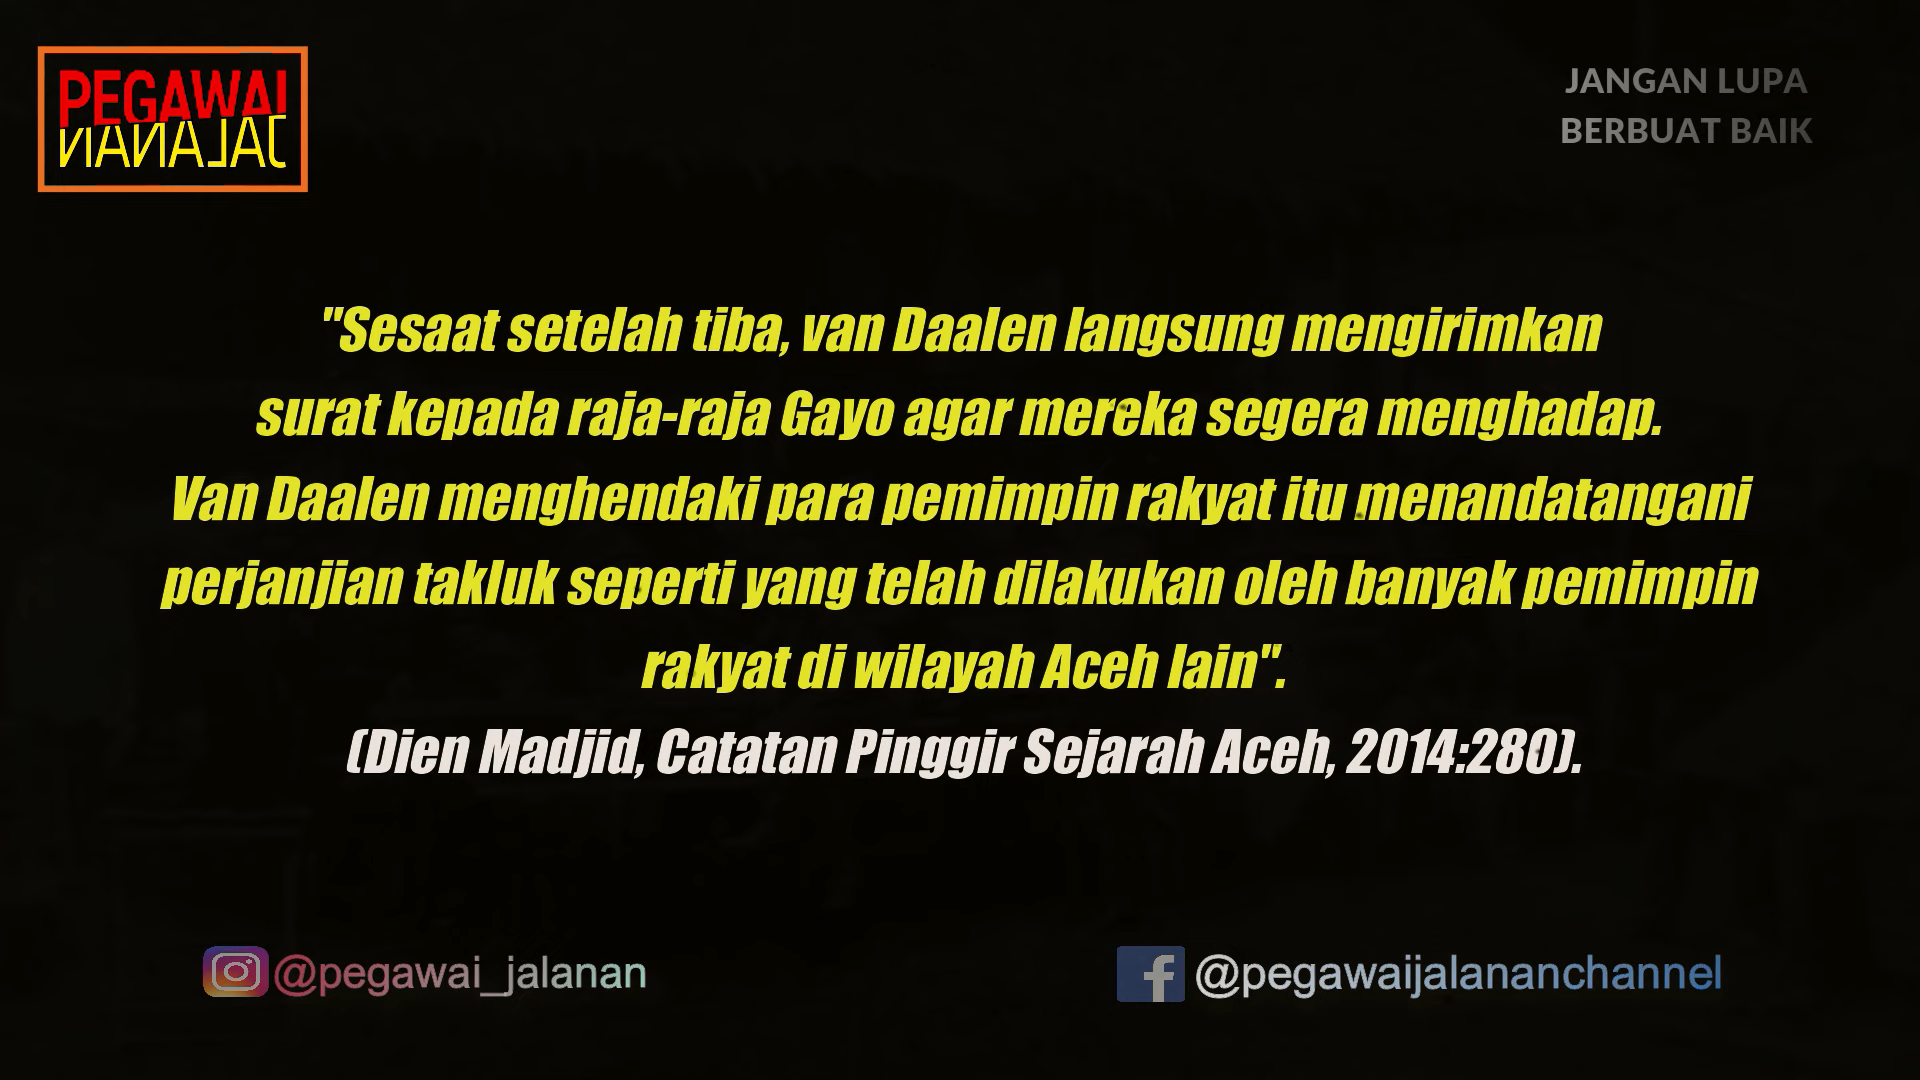 PEGAWAI
JALANAN
JANGAN LUPA
BERBUAT BAIK
"Sesaat setelah tiba, van Daalen langsung mengirimkan
surat kepada raja-raja Gayo agar mereka segera menghadap.
Van Daalen menghendaki para pemimpin rakyat itu menandatangani
perjanjian takluk seperti yang telah dilakukan oleh banyak pemimpin
rakyat di wilayah Aceh lain".
(Dien Madjid, Catatan Pinggir Sejarah Aceh, 2014:280).
@pegawai_jalanan
@pegawaijalananchannel